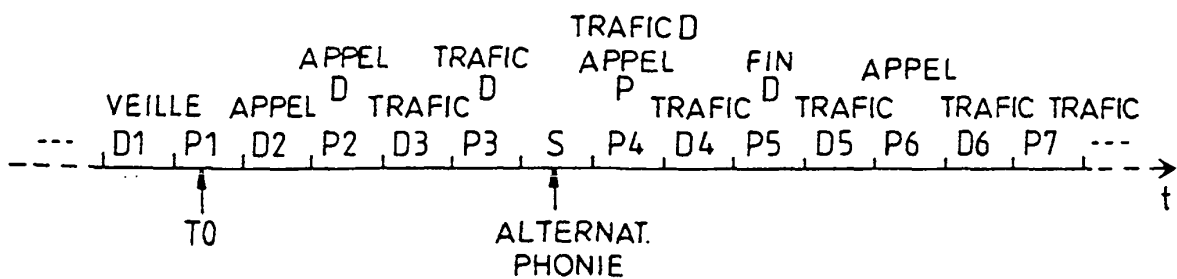 TRAFIC D
APPEL TRAFIC APPEL FIN APPEL
D D P D
VEILLE APPEL TRAFIC TRAFIC TRAFIC TRAFIC TRAFIC
--- D1 P1 D2 P2 D3 P3 S P4 D4 P5 D5 P6 D6 P7 ---
t
T0 ALTERNAT.
PHONIE